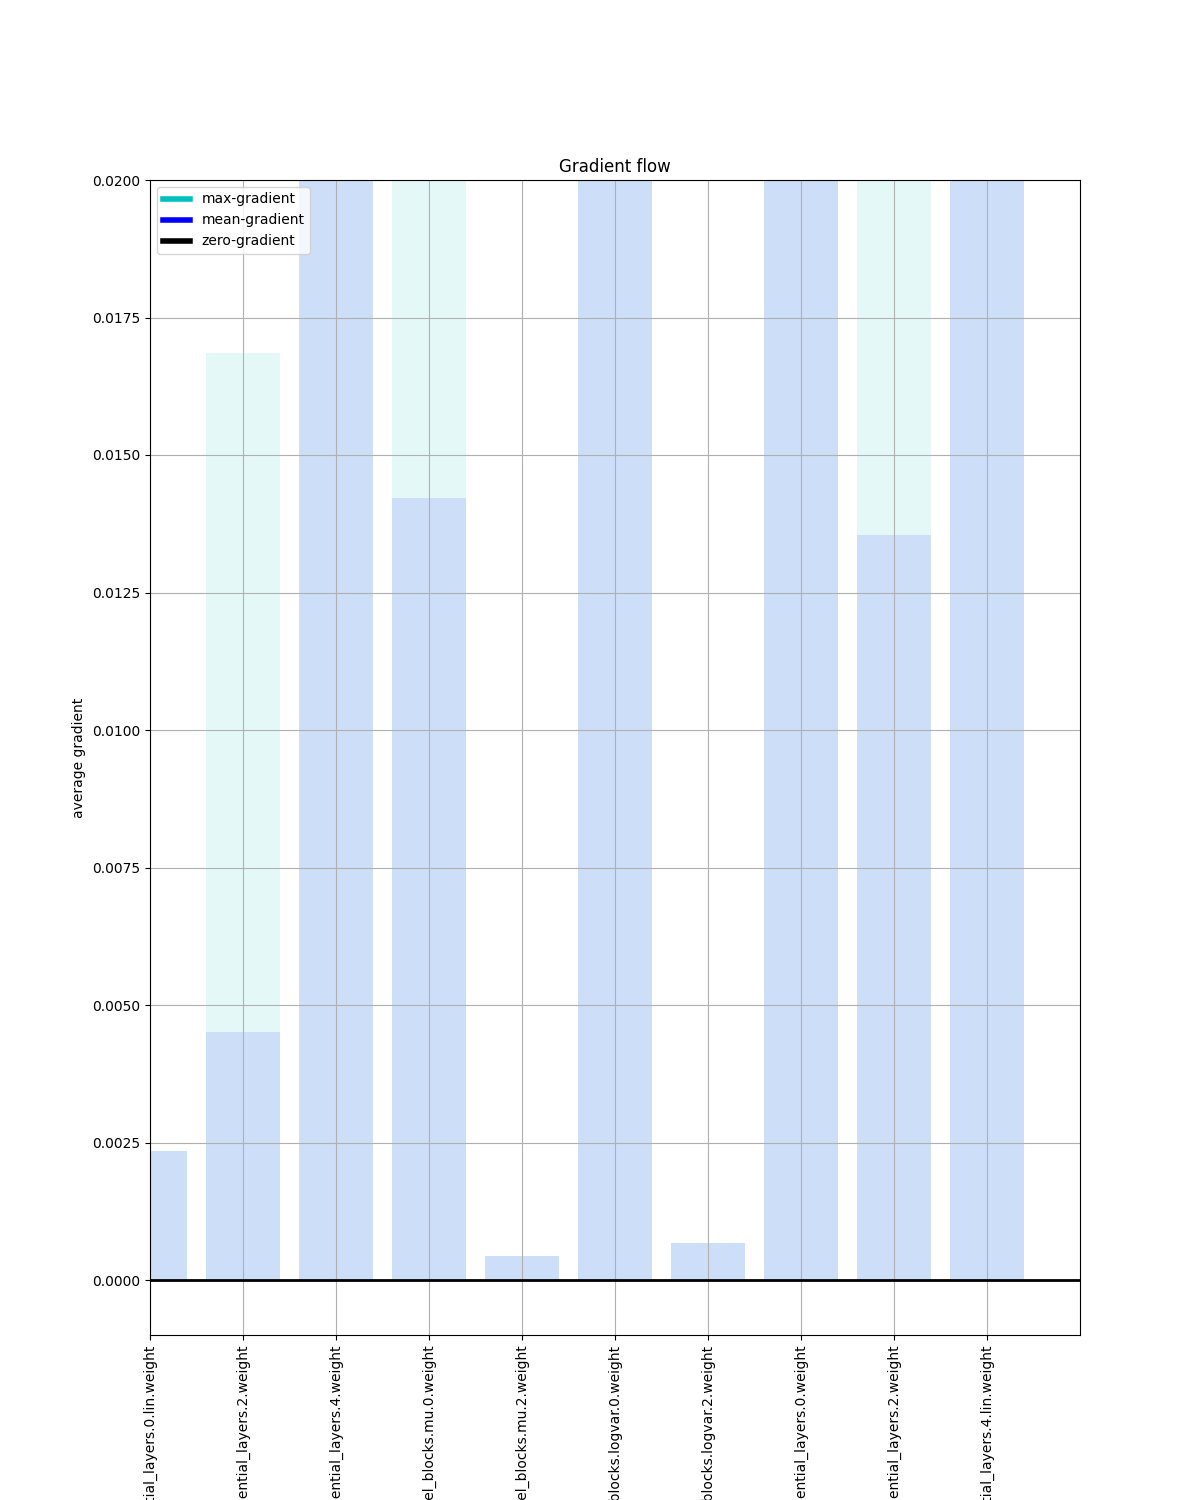 Gradient flow
max-gradient
mean-gradient
zero-gradient
0.0200
0.0175
0.0150
0.0125
0.0100
0.0075
0.0050
0.0025
0.0000
average gradient
tial_layers.0.lin.weight
ential_layers.2.weight
ential_layers.4.weight
el_blocks.mu.0.weight
el_blocks.mu.2.weight
blocks.logvar.0.weight
blocks.logvar.2.weight
ential_layers.0.weight
ential_layers.2.weight
tial_layers.4.lin.weight